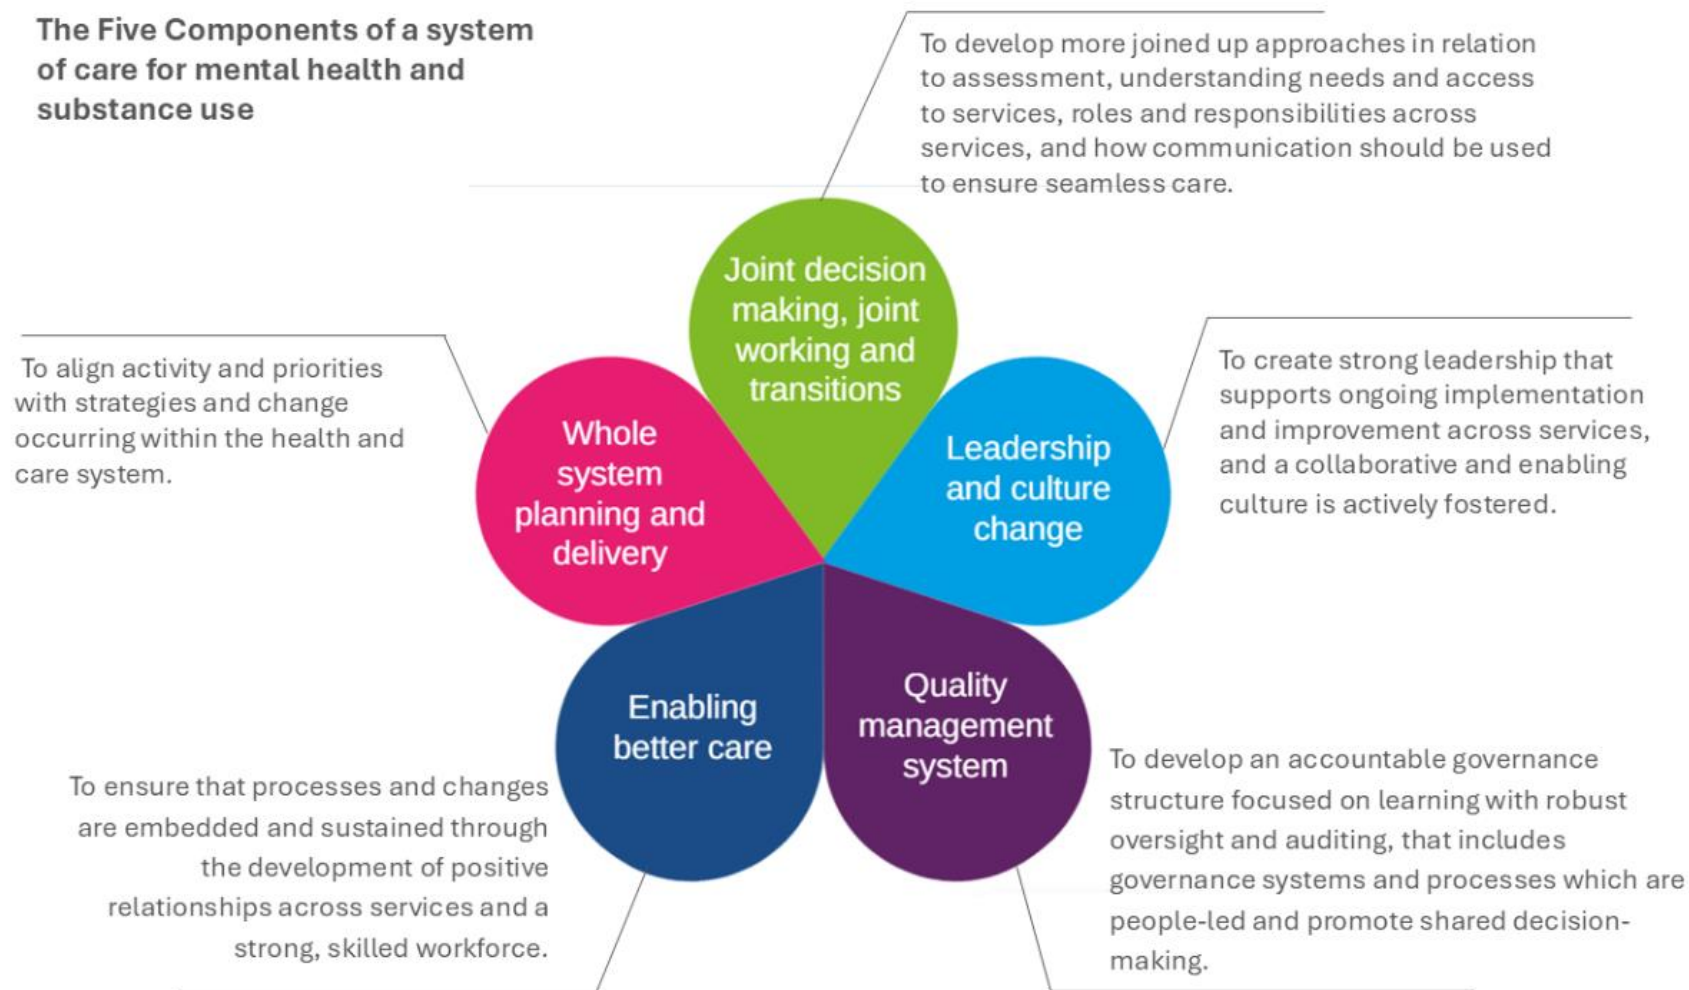 The Five Components of a system
of care for mental health and
substance use
To develop more joined up approaches in relation
to assessment, understanding needs and access
to services, roles and responsibilities across
services, and how communication should be used
to ensure seamless care.
Joint decision
making, joint
working and
transitions
To align activity and priorities
with strategies and change
occurring within the health and
care system.
Whole
system
planning and
delivery
Leadership
and culture
change
To create strong leadership that
supports ongoing implementation
and improvement across services,
and a collaborative and enabling
culture is actively fostered.
Enabling
better care
Quality
management
system
To ensure that processes and changes
are embedded and sustained through
the development of positive
relationships across services and a
strong, skilled workforce.
To develop an accountable governance
structure focused on learning with robust
oversight and auditing, that includes
governance systems and processes which are
people-led and promote shared decision-
making.